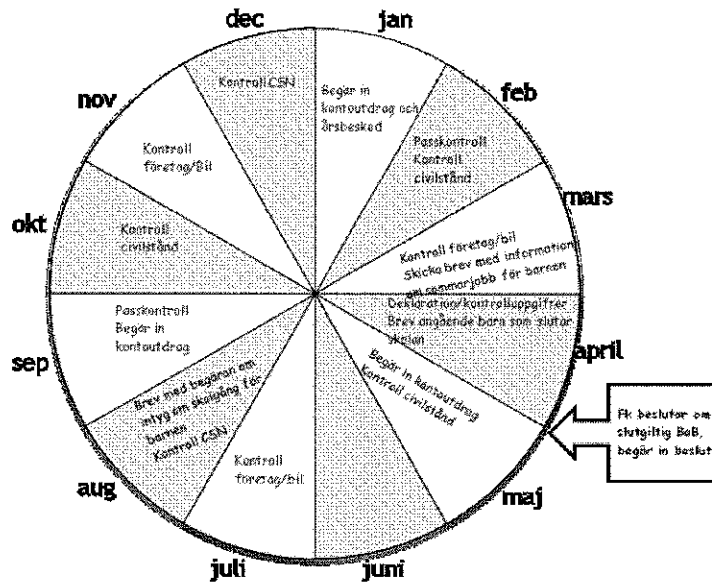 dec
jan
Kontroll CSN
Begär in
kontoutdrag och
årsbesked
nov
feb
Kontroll
företag/Bil
Passkontroll
Kontroll
civilstånd
okt
mars
Kontroll
civilstånd
Kontroll företag/bil
Skicka brev med information
om sommarjobb för barnen
Passkontroll
Begär in
kontoutdrag
Deklaration/kontrolluppgifter
Brev angående barn som slutar
skolan
sep
april
Brev med begäran om
intyg om skolgång för
barnen
Kontroll CSN
Begär in kontoutdrag
Kontroll civilstånd
Fk beslutar om
slutgiltig BoB,
begär in beslut
aug
Kontroll
företag/bil
maj
juli
juni